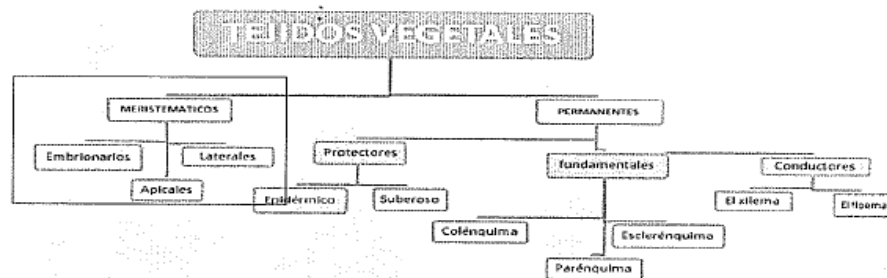 TEJIDOS VEGETALES
MERISTEMATICOS
PERMANENTES
Embrionarios
Laterales
Apicales
Protectores
fundamentales
Conductores
Epidérmico
Suberoso
El xilema
El floema
Colénquima
Esclerénquima
Parénquima